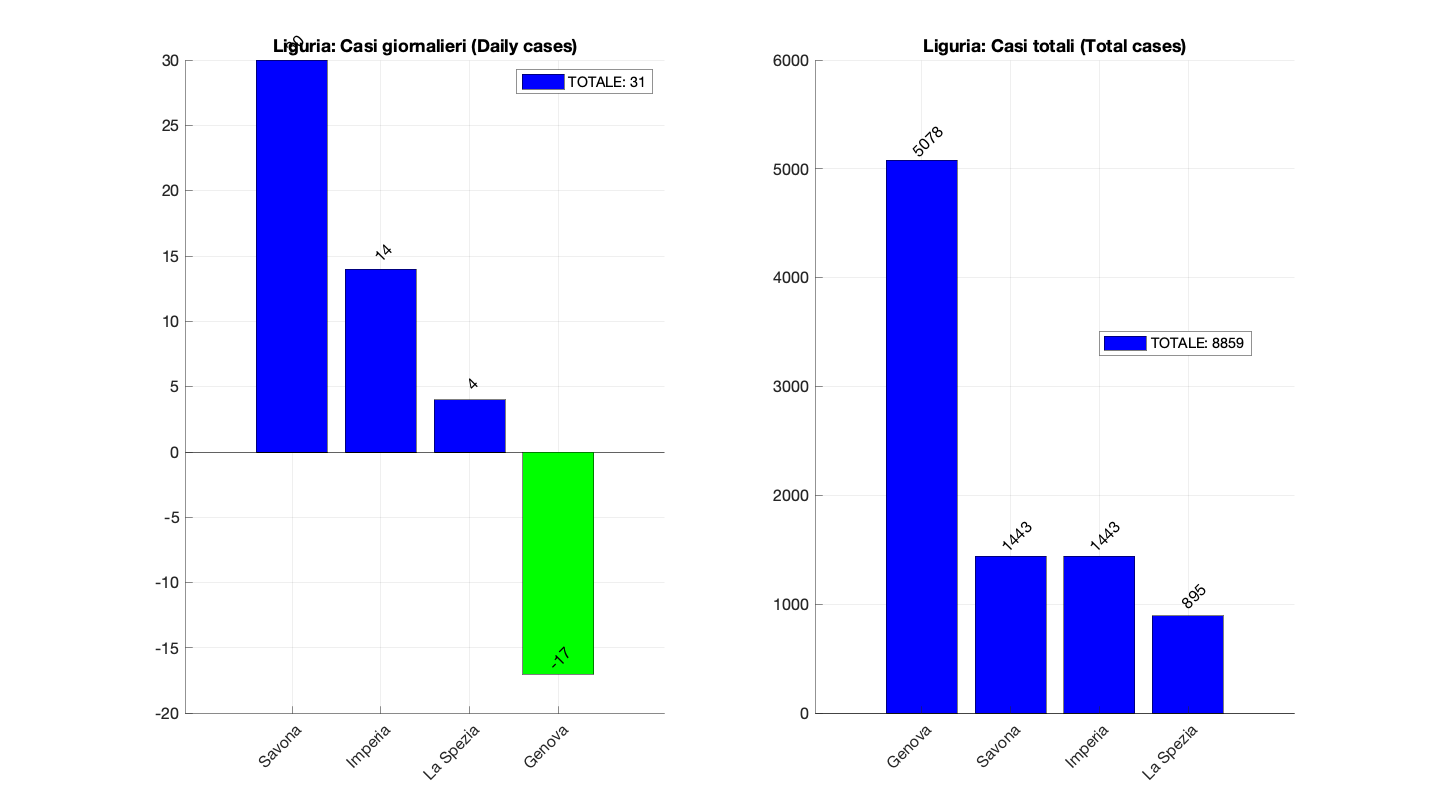 Liguria: Casi giornalieri (Daily cases)
30
25
20
15
10
5
0
-5
-10
-15
-20
30
14
4
-17
TOTALE: 31
Savona
Imperia
La Spezia
Genova
Liguria: Casi totali (Total cases)
6000
5000
4000
3000
2000
1000
0
5078
1443
1443
895
TOTALE: 8859
Genova
Savona
Imperia
La Spezia